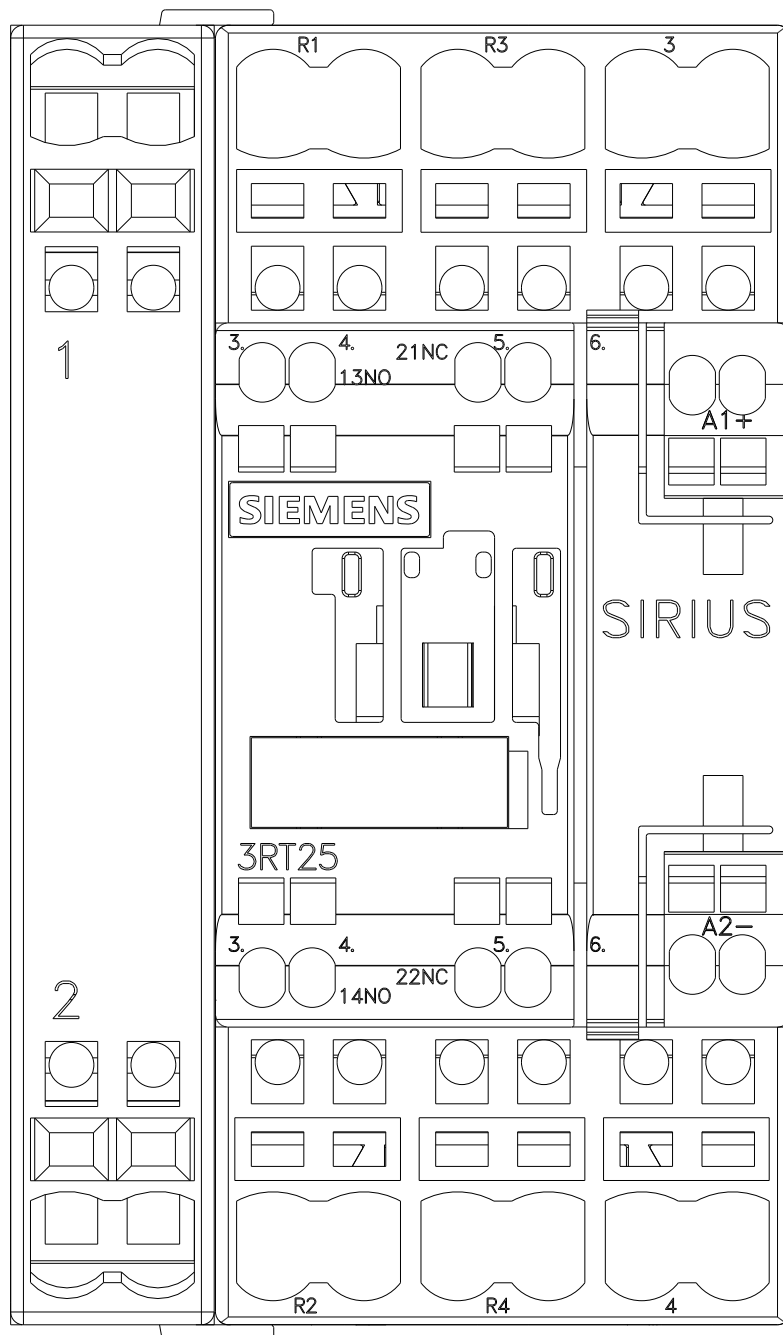 R1 R3 3
1
3. 4. 21NC 5. 6.
13NO
A1+
SIEMENS
SIRIUS
3RT25
A2-
3. 4. 22NC 5. 6.
14NO
2
R2 R4 4